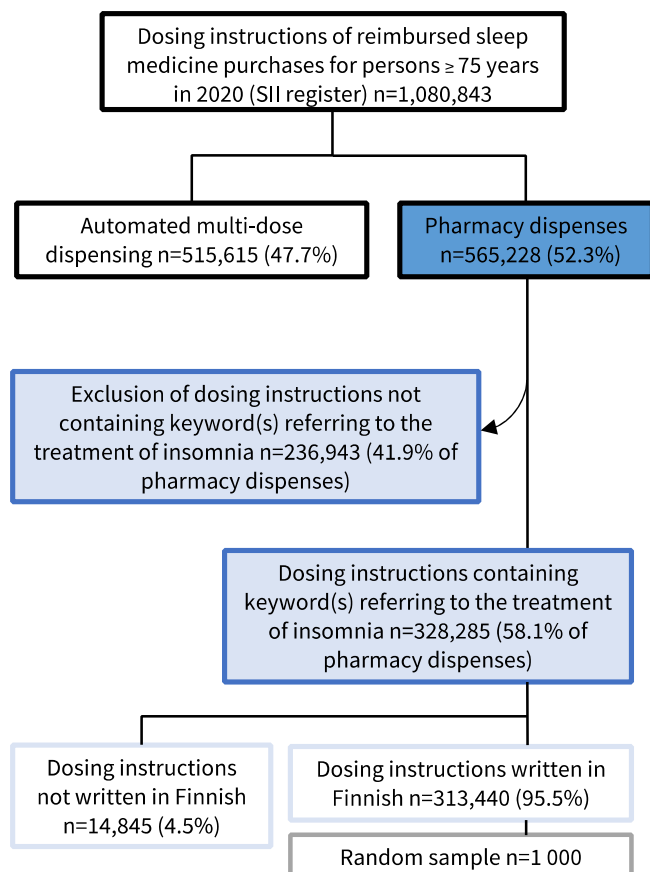 Dosing instructions of reimbursed sleep
medicine purchases for persons ≥ 75 years
in 2020 (SII register) n=1,080,843
Automated multi-dose
dispensing n=515,615 (47.7%)
Pharmacy dispenses
n=565,228 (52.3%)
Exclusion of dosing instructions not
containing keyword(s) referring to the
treatment of insomnia n=236,943 (41.9% of
pharmacy dispenses)
Dosing instructions containing
keyword(s) referring to the treatment
of insomnia n=328,285 (58.1% of
pharmacy dispenses)
Dosing instructions
not written in Finnish
n=14,845 (4.5%)
Dosing instructions written in
Finnish n=313,440 (95.5%)
Random sample n=1 000